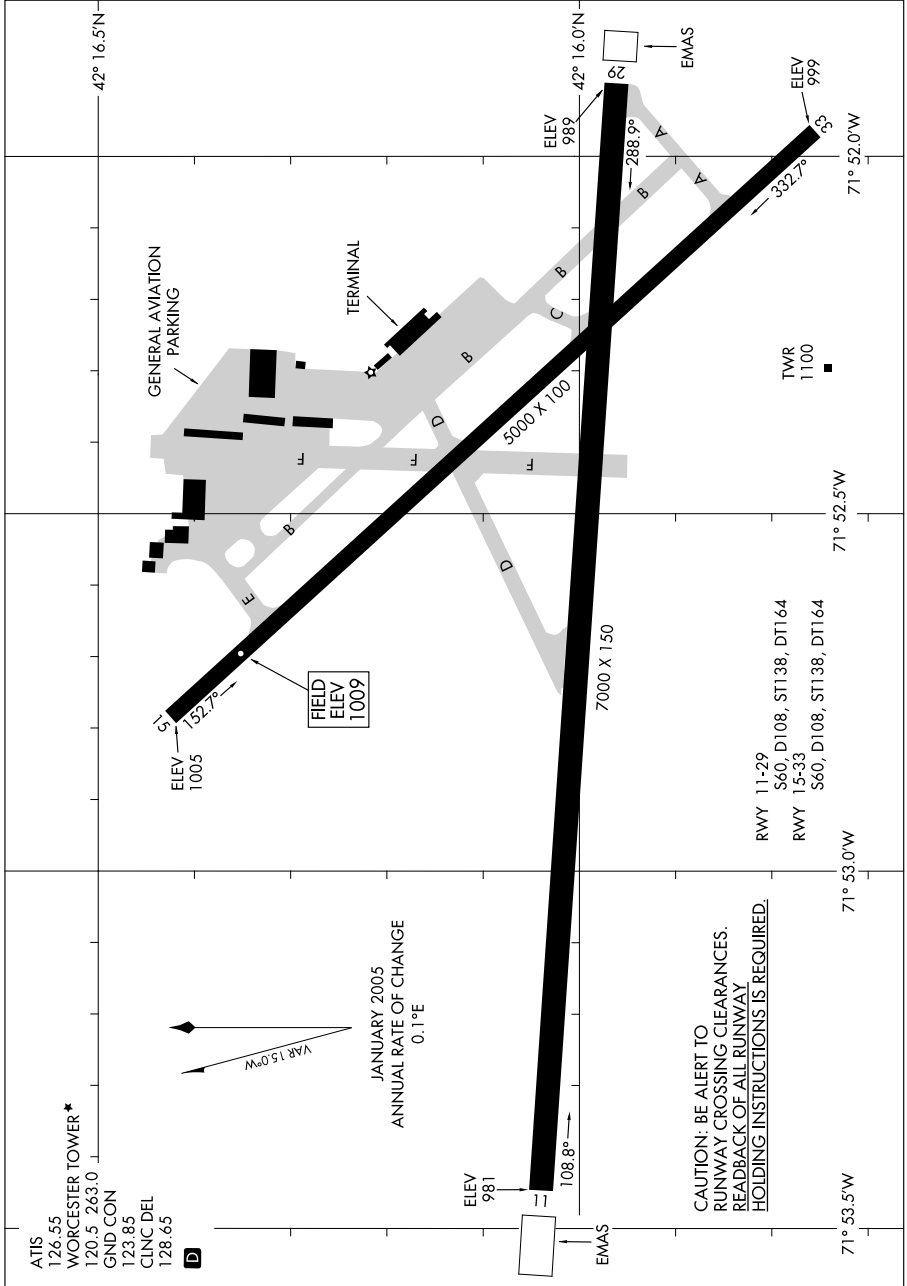 ATIS
126.55
WORCESTER TOWER★
120.5 263.0
GND CON
123.85
CLNC DEL
128.65
D
VAR 15.0°W
JANUARY 2005
ANNUAL RATE OF CHANGE
0.1°E
42° 16.5'N
42° 16.0'N
GENERAL AVIATION
PARKING
TERMINAL
15
152.7°
ELEV
1005
FIELD
ELEV
1009
E
B
F
F
F
D
D
B
C
B
B
A
A
5000 X 100
7000 X 150
ELEV
989
29
288.9°
EMAS
ELEV
999
33
332.7°
TWR
1100
ELEV
981
11
108.8°
EMAS
RWY 11-29
S60, D108, ST138, DT164
RWY 15-33
S60, D108, ST138, DT164
CAUTION: BE ALERT TO
RUNWAY CROSSING CLEARANCES.
READBACK OF ALL RUNWAY
HOLDING INSTRUCTIONS IS REQUIRED.
71° 53.5'W
71° 53.0'W
71° 52.5'W
71° 52.0'W